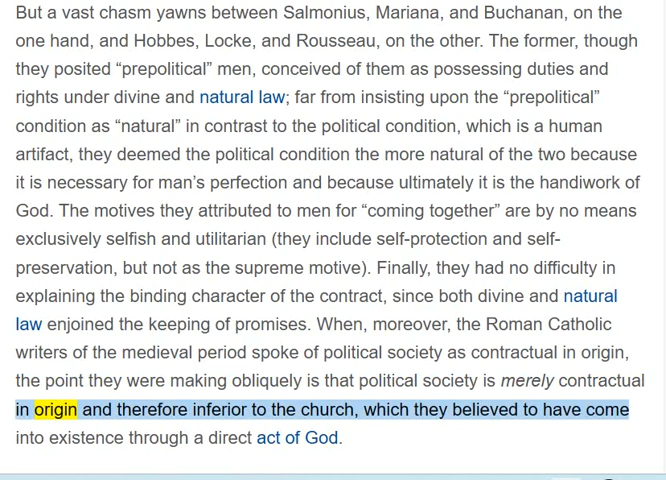 But a vast chasm yawns between Salmonius, Mariana, and Buchanan, on the
one hand, and Hobbes, Locke, and Rousseau, on the other. The former, though
they posited “prepolitical” men, conceived of them as possessing duties and
rights under divine and natural law; far from insisting upon the “prepolitical”
condition as “natural” in contrast to the political condition, which is a human
artifact, they deemed the political condition the more natural of the two because
it is necessary for man’s perfection and because ultimately it is the handiwork of
God. The motives they attributed to men for “coming together” are by no means
exclusively selfish and utilitarian (they include self-protection and self-
preservation, but not as the supreme motive). Finally, they had no difficulty in
explaining the binding character of the contract, since both divine and natural
law enjoined the keeping of promises. When, moreover, the Roman Catholic
writers of the medieval period spoke of political society as contractual in origin,
the point they were making obliquely is that political society is merely contractual
in origin and therefore inferior to the church, which they believed to have come
into existence through a direct act of God.